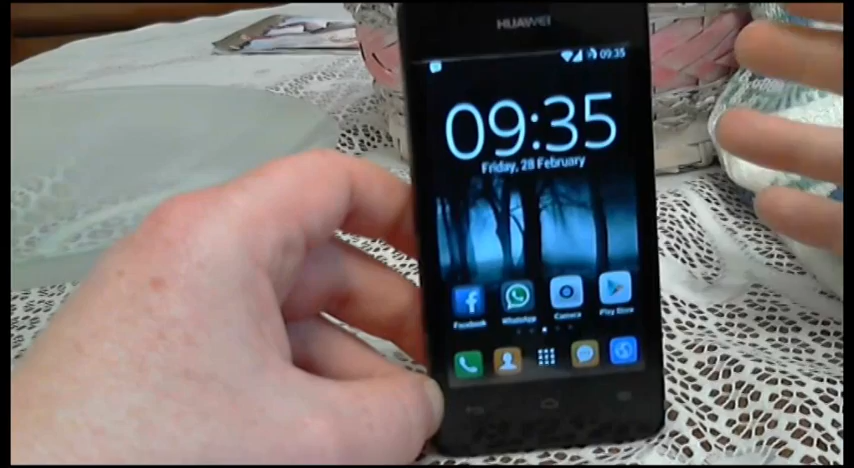 HUAWEI
09:35
09:35
Friday, 28 February
Facebook
WhatsApp
Camera
Play Store